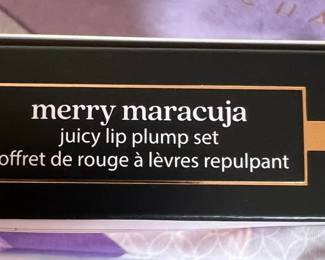 merry maracuja
juicy lip plump set
offret de rouge à lèvres repulpant